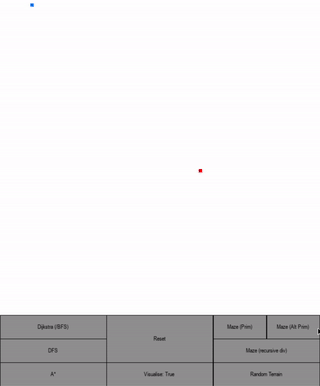 Dijkstra (/BFS)
Reset
Maze (Prim)
Maze (Alt Prim)
DFS
Maze (recursive div)
A*
Visualise: True
Random Terrain